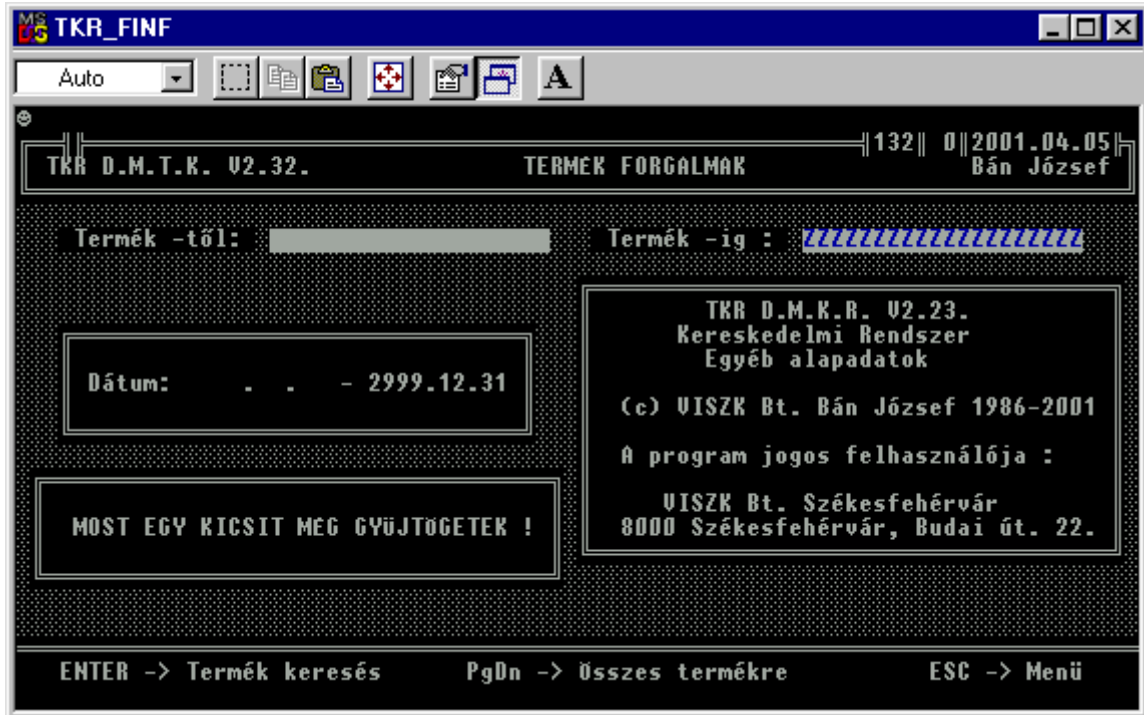 TKR_FINF
Auto
132 0 2001.04.05
TKR D.M.T.K. V2.32. TERMÉK FORGALMAK Bán József
Termék -től: Termék -ig : ZZZZZZZZZZZZZZZZZZZZ
TKR D.M.K.R. V2.23.
Kereskedelmi Rendszer
Egyéb alapadatok
Dátum: . . - 2999.12.31
(c) VISZK Bt. Bán József 1986-2001
A program jogos felhasználója :
VISZK Bt. Székesfehérvár
8000 Székesfehérvár, Budai út. 22.
MOST EGY KICSIT MÉG GYüJTÖGETEK !
ENTER -> Termék keresés PgDn -> Összes termékre ESC -> Menü